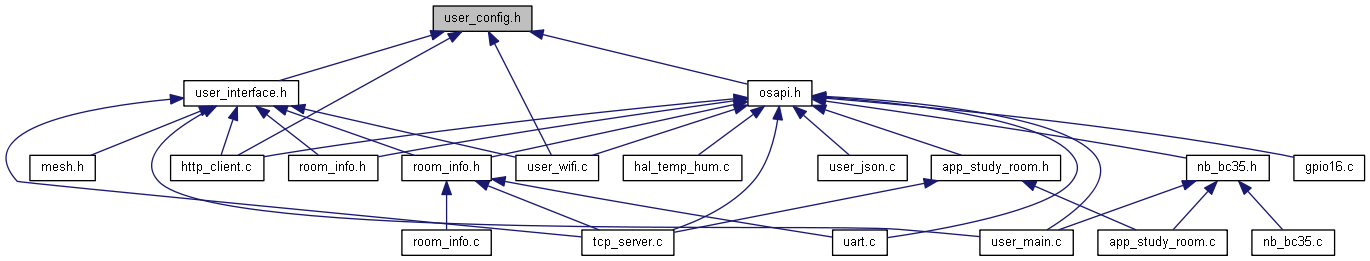 user_config.h
user_interface.h
osapi.h
mesh.h
http_client.c
room_info.h
room_info.h
user_wifi.c
hal_temp_hum.c
user_json.c
app_study_room.h
nb_bc35.h
gpio16.c
room_info.c
tcp_server.c
uart.c
user_main.c
app_study_room.c
nb_bc35.c